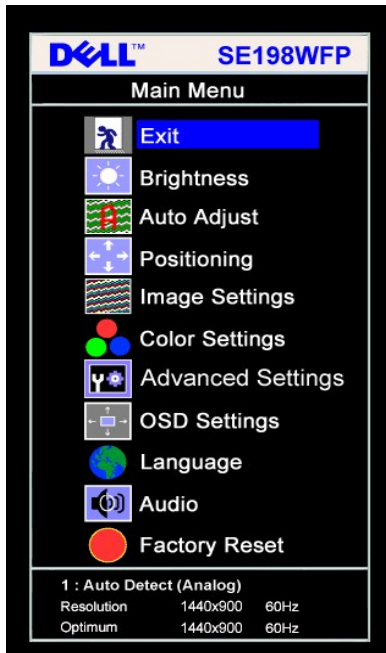 DELL™ SE198WFP
Main Menu
Exit
Brightness
Auto Adjust
Positioning
Image Settings
Color Settings
Advanced Settings
OSD Settings
Language
Audio
Factory Reset
1 : Auto Detect (Analog)
Resolution 1440x900 60Hz
Optimum 1440x900 60Hz